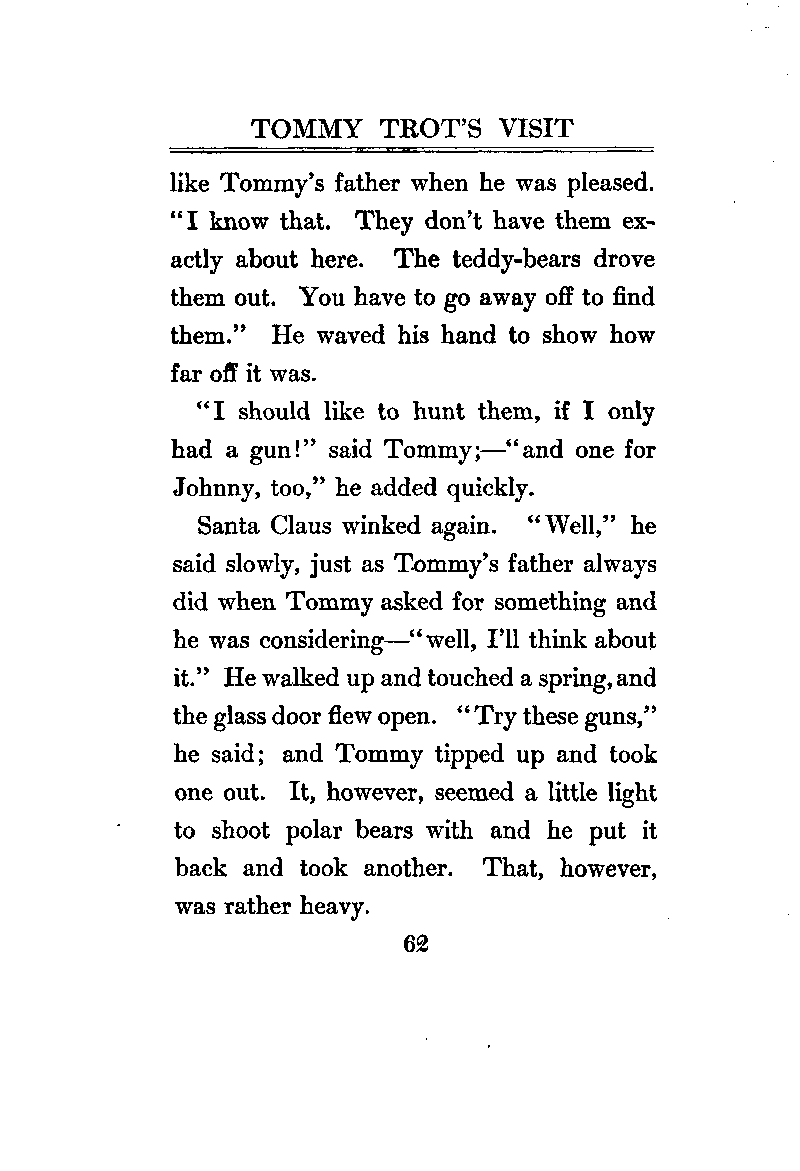 TOMMY TROT'S VISIT
like Tommy's father when he was pleased.
“I know that. They don't have them ex-
actly about here. The teddy-bears drove
them out. You have to go away off to find
them.” He waved his hand to show how
far off it was.
“I should like to hunt them, if I only
had a gun!” said Tommy;—“and one for
Johnny, too,” he added quickly.
Santa Claus winked again. “Well,” he
said slowly, just as Tommy's father always
did when Tommy asked for something and
he was considering—“well, I'll think about
it.” He walked up and touched a spring, and
the glass door flew open. “Try these guns,”
he said; and Tommy tipped up and took
one out. It, however, seemed a little light
to shoot polar bears with and he put it
back and took another. That, however,
was rather heavy.
62